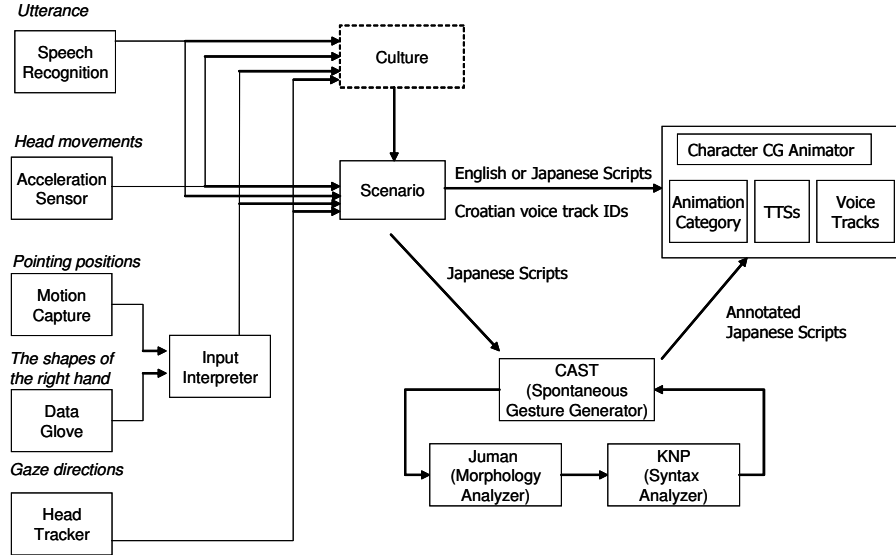 Utterance
Speech
Recognition
Culture
Head movements
Acceleration
Sensor
Scenario
English or Japanese Scripts
Croatian voice track IDs
Character CG Animator
Animation
Category
TTSs
Voice
Tracks
Pointing positions
Motion
Capture
Japanese Scripts
Annotated
Japanese Scripts
Input
Interpreter
The shapes of
the right hand
Data
Glove
CAST
(Spontaneous
Gesture Generator)
Juman
(Morphology
Analyzer)
KNP
(Syntax
Analyzer)
Gaze directions
Head
Tracker